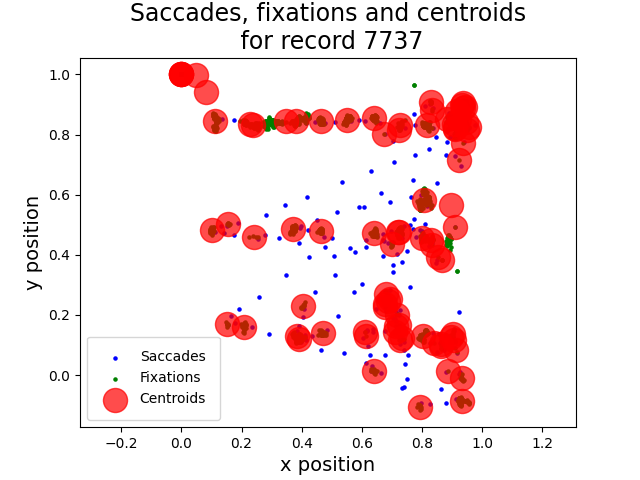 Saccades, fixations and centroids
for record 7737
y position
1.0
0.8
0.6
0.4
0.2
0.0
Saccades
Fixations
Centroids
−0.2 0.0 0.2 0.4 0.6 0.8 1.0 1.2
x position